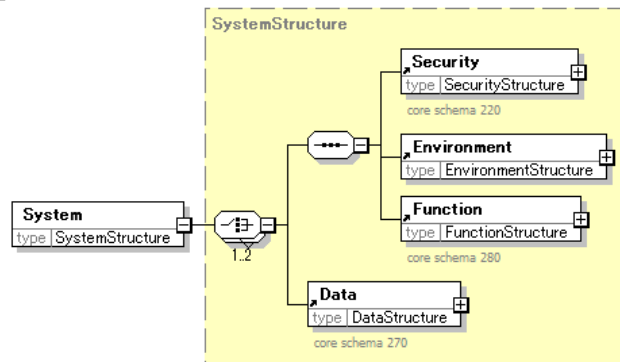 SystemStructure
Security
type SecurityStructure
core schema 220
Environment
type EnvironmentStructure
Function
type FunctionStructure
core schema 280
System
type SystemStructure
1..2
Data
type DataStructure
core schema 270